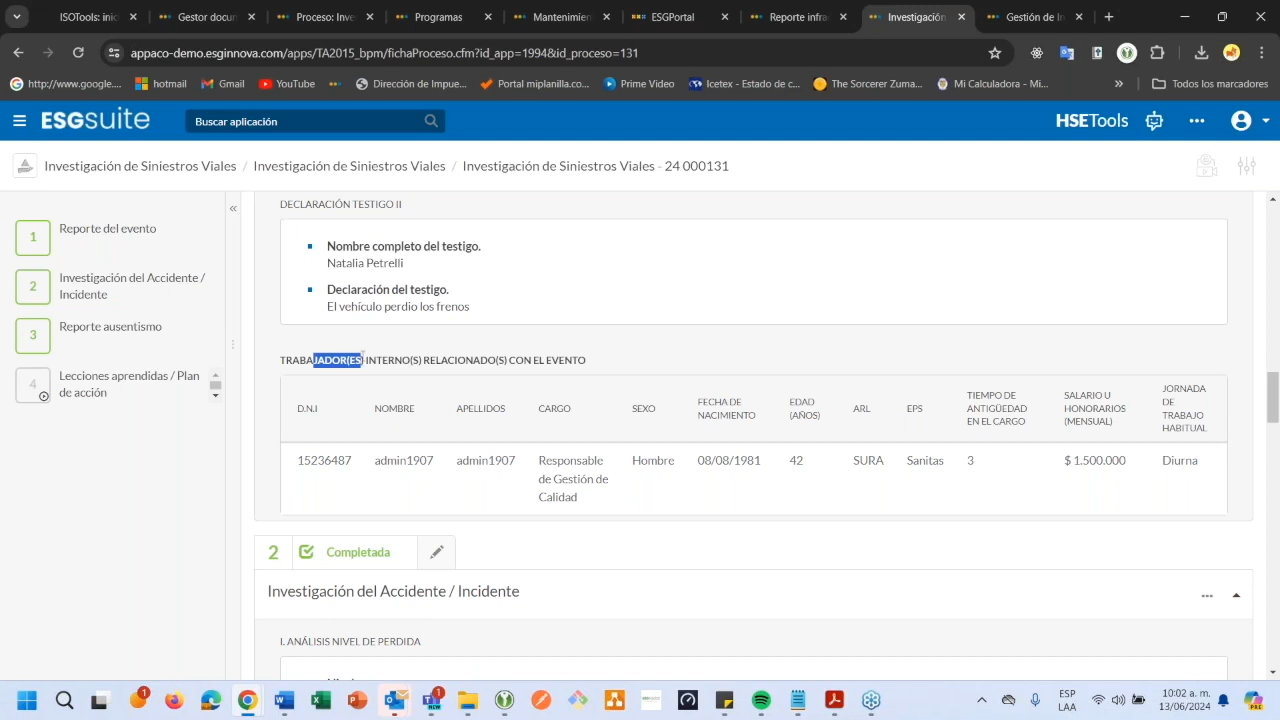 ISOTools: inic
Gestor docun
Proceso: Inve
Programas
Mantenimien
ESGPortal
Reporte infra
Investigación
Gestión de In
appaco-demo.esginnova.com/apps/TA2015_bpm/fichaProceso.cfm?id_app=1994&id_proceso=131
http://www.google....
hotmail
Gmail
YouTube
Dirección de Impue...
Portal miplanilla.co...
Prime Video
Icetex - Estado de c...
The Sorcerer Zuma...
Mi Calculadora - Mi...
» Todos los marcadores
ESGsuite
Buscar aplicación
HSETools
Investigación de Siniestros Viales / Investigación de Siniestros Viales / Investigación de Siniestros Viales - 24 000131
«
1 Reporte del evento
2 Investigación del Accidente /
Incidente
3 Reporte ausentismo
4 Lecciones aprendidas / Plan
de acción
DECLARACIÓN TESTIGO II
Nombre completo del testigo.
Natalia Petrelli
Declaración del testigo.
El vehículo perdio los frenos
TRABAJADOR(ES) INTERNO(S) RELACIONADO(S) CON EL EVENTO
D.N.I
NOMBRE
APELLIDOS
CARGO
SEXO
FECHA DE
NACIMIENTO
EDAD
(AÑOS)
ARL
EPS
TIEMPO DE
ANTIGÜEDAD
EN EL CARGO
SALARIO U
HONORARIOS
(MENSUAL)
JORNADA
DE
TRABAJO
HABITUAL
15236487
admin1907
admin1907
Responsable
de Gestión de
Calidad
Hombre
08/08/1981
42
SURA
Sanitas
3
$ 1.500.000
Diurna
2 Completada
Investigación del Accidente / Incidente
I. ANÁLISIS NIVEL DE PERDIDA
1
1
ESP
LAA
10:02 a. m.
13/06/2024